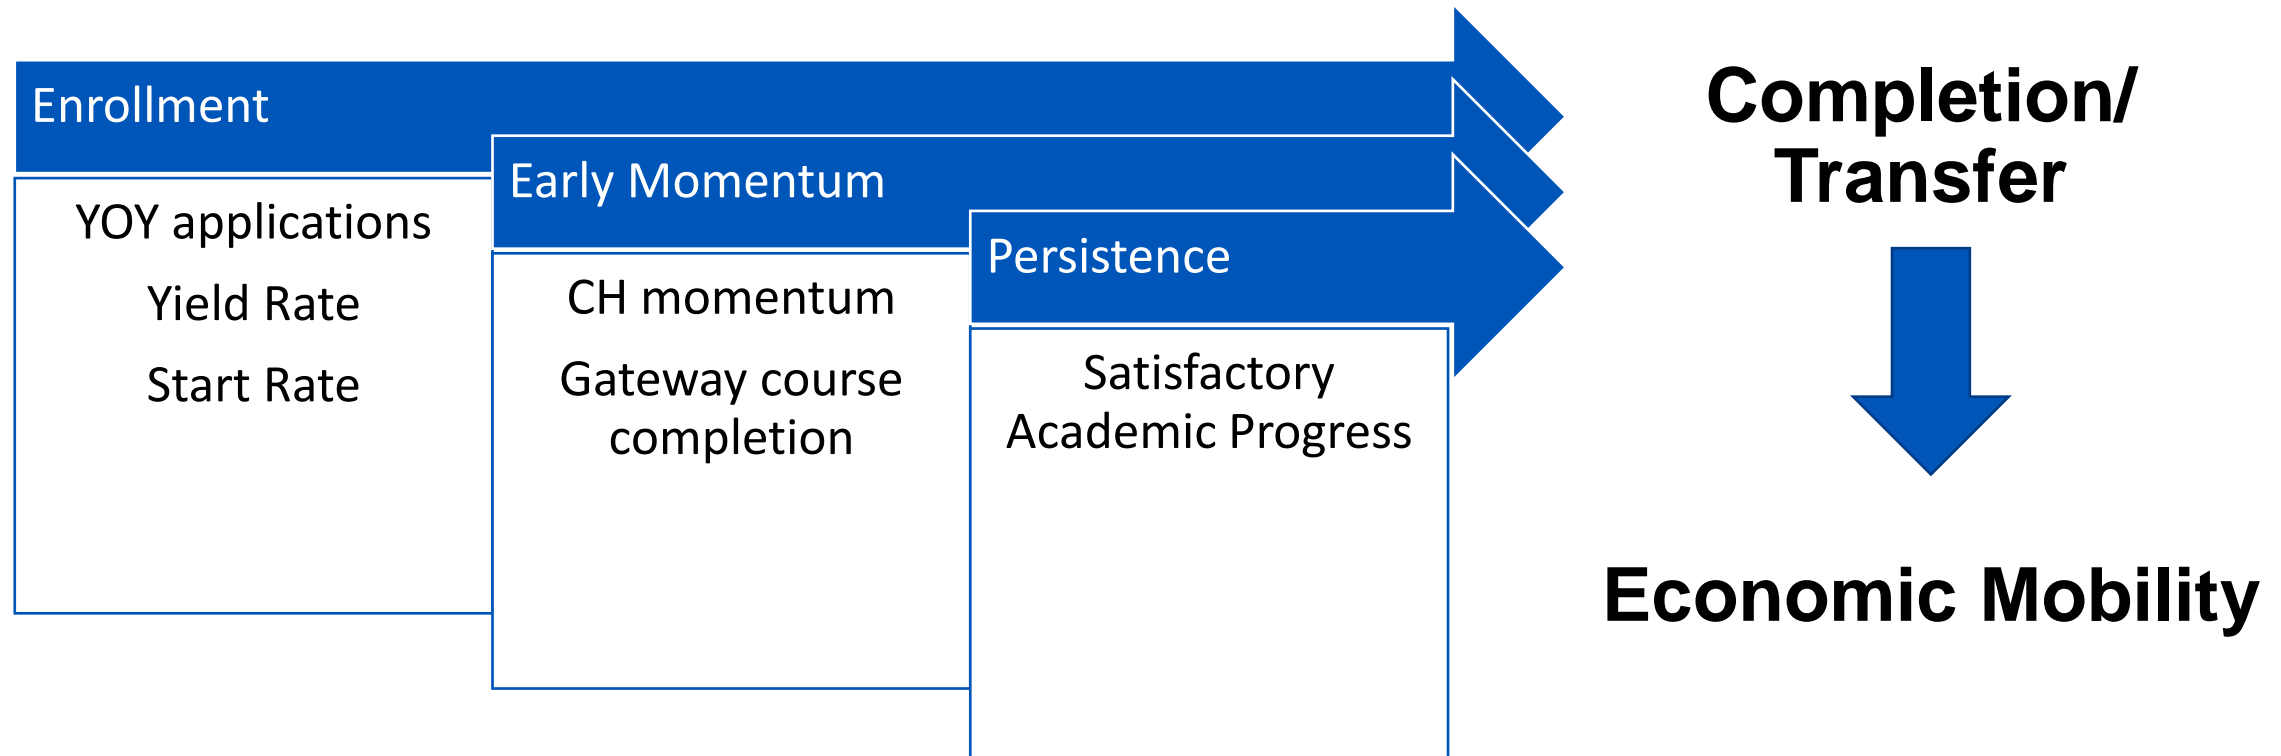 Enrollment
YOY applications
Yield Rate
Start Rate
Early Momentum
CH momentum
Gateway course
completion
Persistence
Satisfactory
Academic Progress
Completion/
Transfer
Economic Mobility